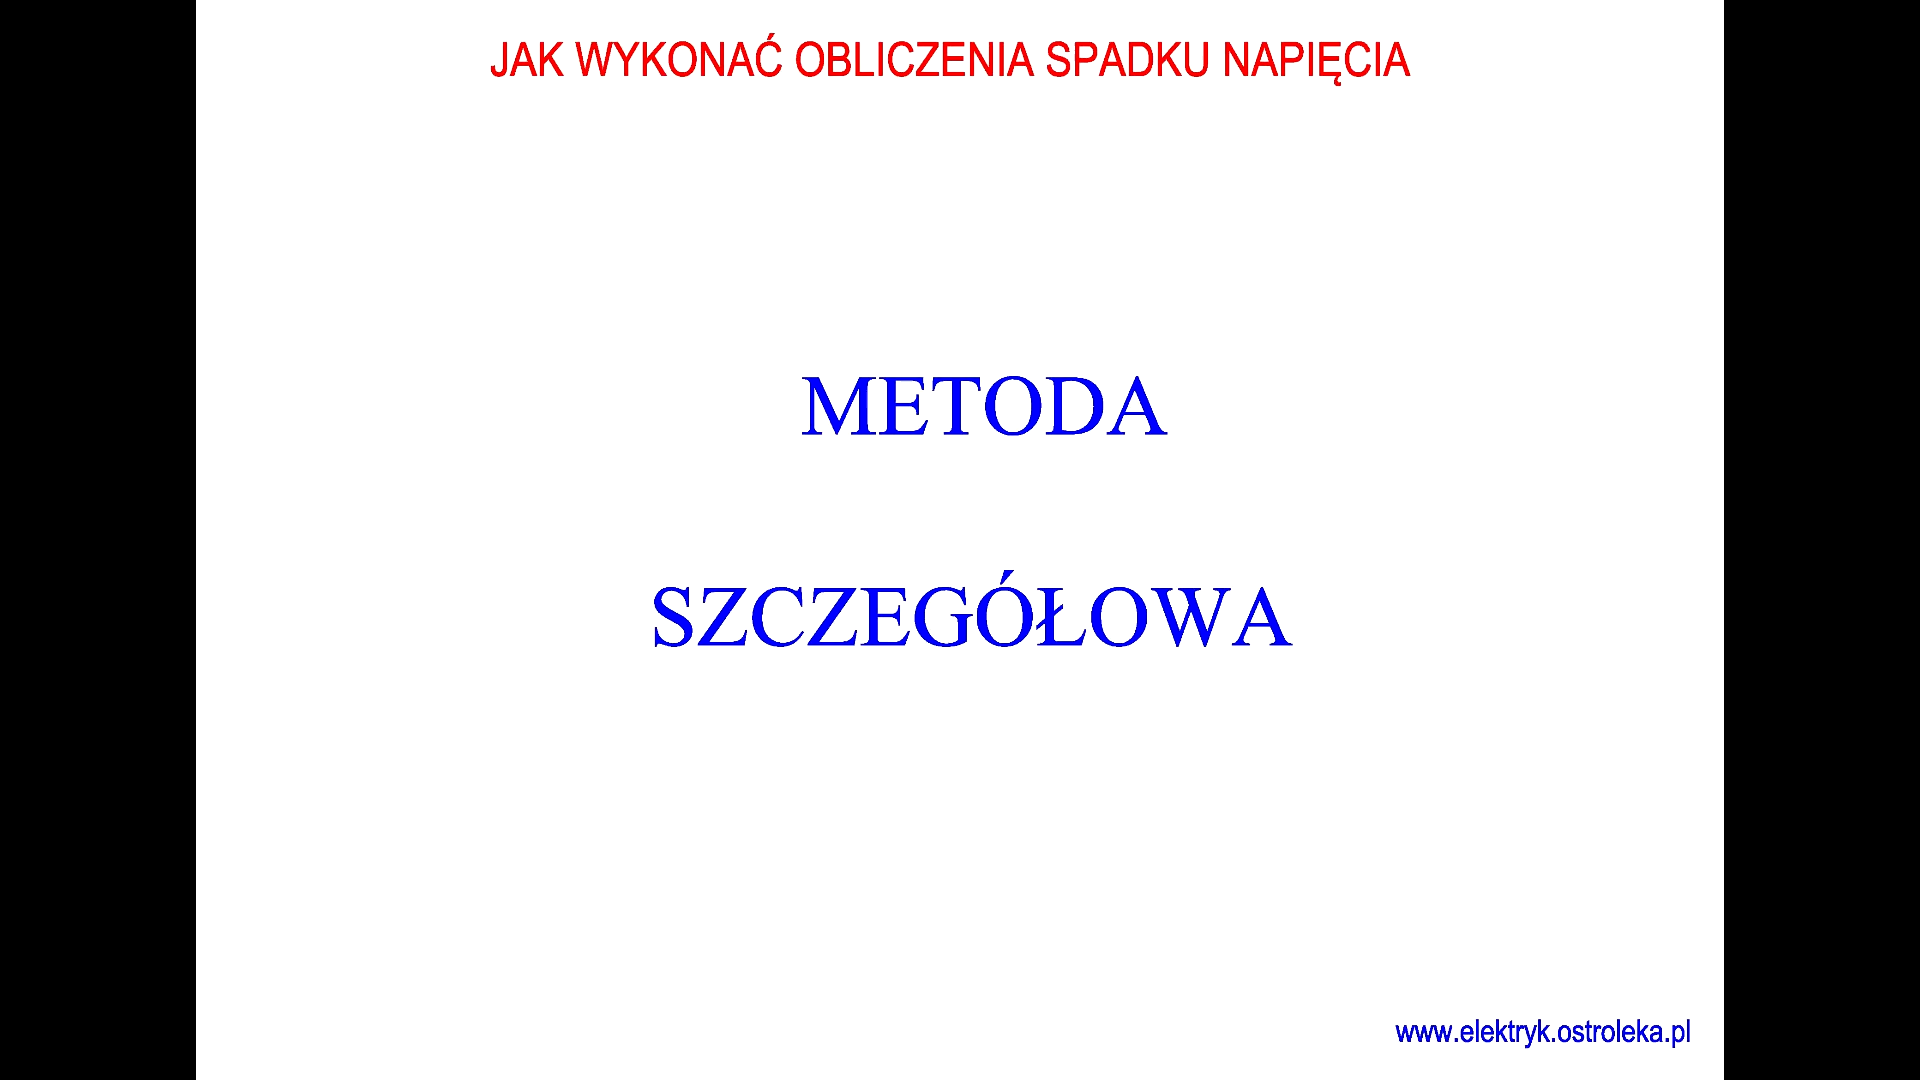 JAK WYKONAĆ OBLICZENIA SPADKU NAPIĘCIA
METODA
SZCZEGÓŁOWA
www.elektryk.ostroleka.pl